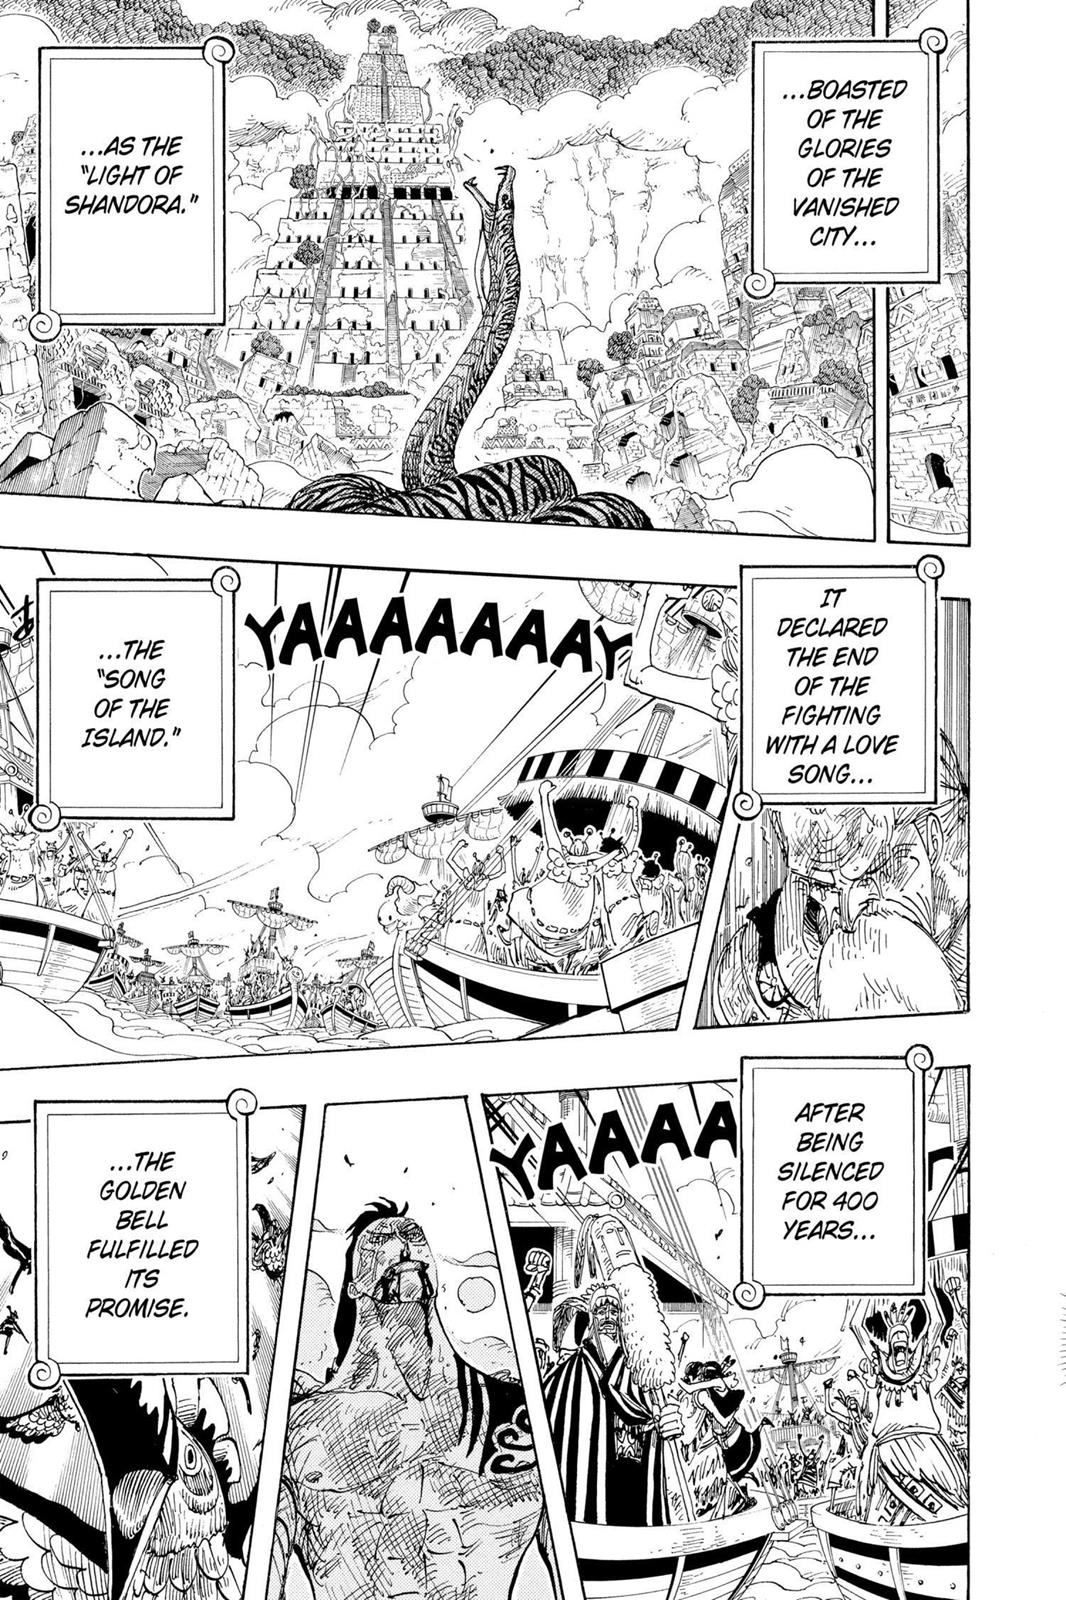 ...BOASTED
OF THE
GLORIES
OF THE
VANISHED
CITY...
...AS THE
"LIGHT OF
SHANDORA."
IT
DECLARED
THE END
OF THE
FIGHTING
WITH A LOVE
SONG...
YAAAAAAAAY
...THE
"SONG
OF THE
ISLAND."
あ
AFTER
BEING
SILENCED
FOR 400
YEARS...
YAAAA
...THE
GOLDEN
BELL
FULFILLED
ITS
PROMISE.